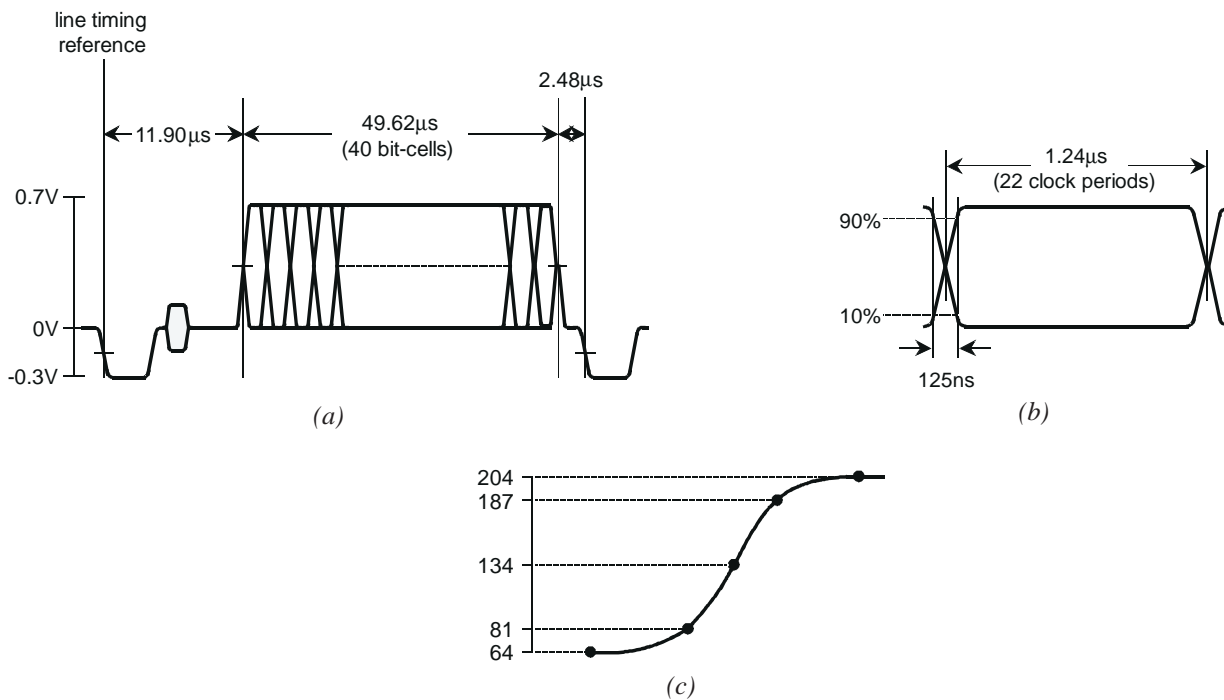 line timing
reference
11.90µs
49.62µs
(40 bit-cells)
2.48µs
0.7V
0V
-0.3V
(a)
1.24µs
(22 clock periods)
90%
10%
125ns
(b)
204
187
134
81
64
(c)